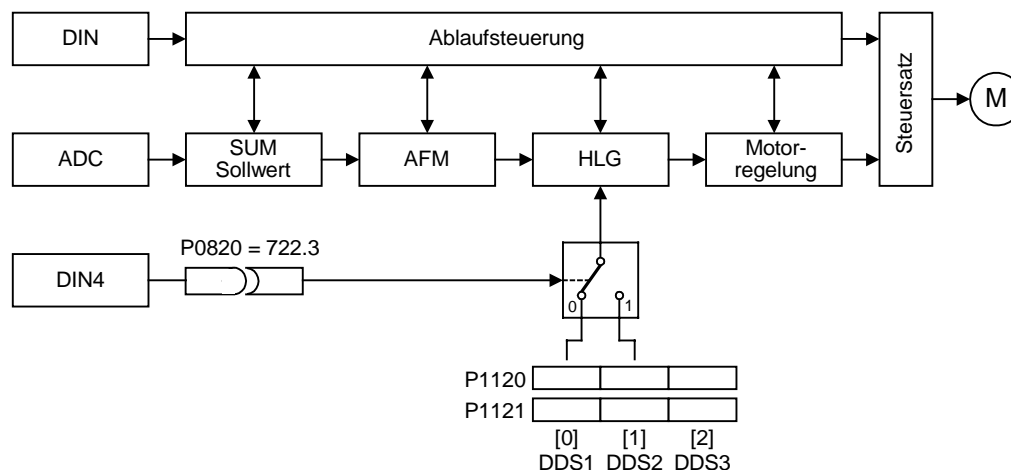 DIN
Ablaufsteuerung
Steuersatz
M
ADC
SUM
Sollwert
AFM
HLG
Motor-
regelung
P0820 = 722.3
DIN4
0
1
P1120
P1121
[0] [1] [2]
DDS1 DDS2 DDS3